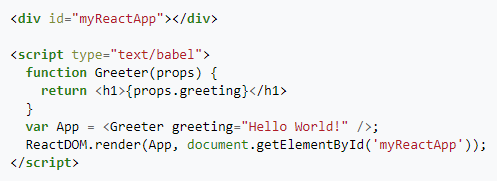 <div id="myReactApp"></div>

<script type="text/babel">
  function Greeter(props) {
    return <h1>{props.greeting}</h1>
  }
  var App = <Greeter greeting="Hello World!" />;
  ReactDOM.render(App, document.getElementById('myReactApp'));
</script>